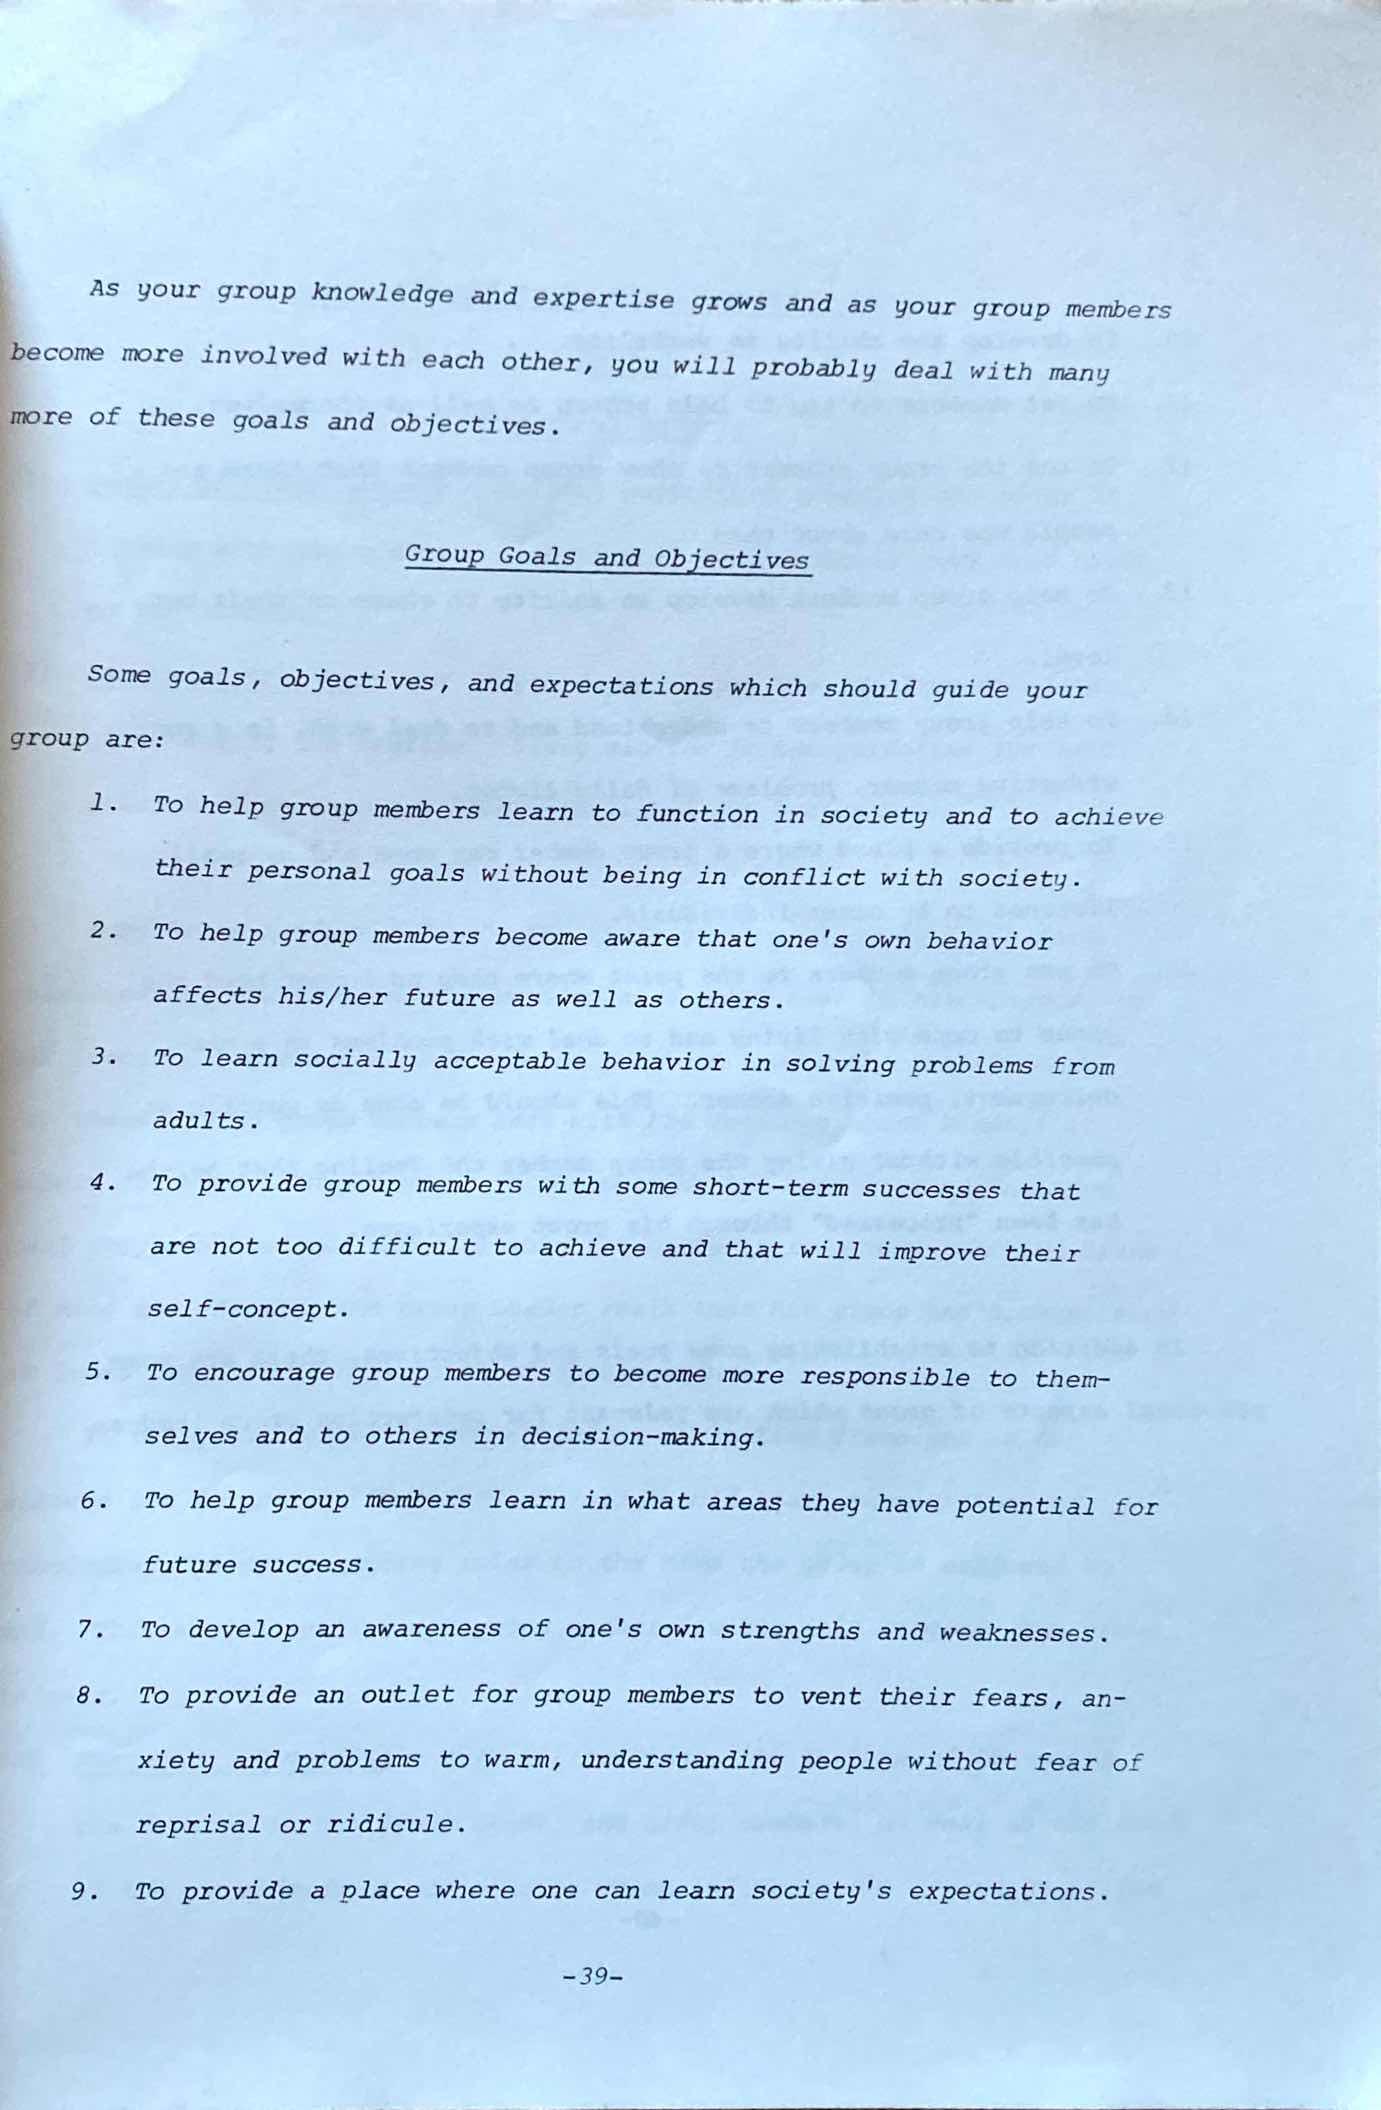 As your group knowledge and expertise grows and as your group members
become more involved with each other, you will probably deal with many
more of these goals and objectives.
Group Goals and Objectives
Some goals, objectives, and expectations which should guide your
group are:
1. To help group members learn to function in society and to achieve
their personal goals without being in conflict with society.
2. To help group members become aware that one's own behavior
affects his/her future as well as others.
3. To learn socially acceptable behavior in solving problems from
adults.
4. To provide group members with some short-term successes that
are not too difficult to achieve and that will improve their
self-concept.
5. To encourage group members to become more responsible to them-
selves and to others in decision-making.
6. To help group members learn in what areas they have potential for
future success.
7. To develop an awareness of one's own strengths and weaknesses.
8. To provide an outlet for group members to vent their fears, an-
xiety and problems to warm, understanding people without fear of
reprisal or ridicule.
9. To provide a place where one can learn society's expectations.
-39-